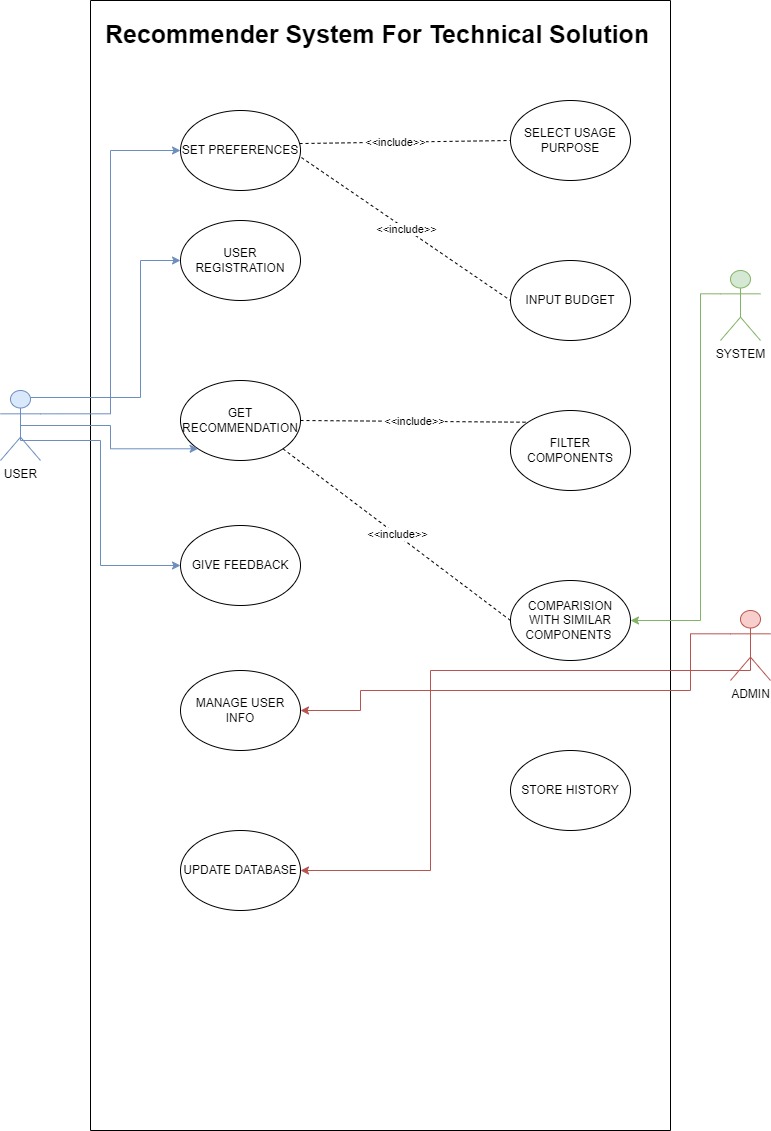 Recommender System For Technical Solution
SET PREFERENCES
<<include>>
SELECT USAGE
PURPOSE
USER
REGISTRATION
<<include>>
INPUT BUDGET
SYSTEM
GET
RECOMMENDATION
<<include>>
FILTER
COMPONENTS
USER
<<include>>
GIVE FEEDBACK
COMPARISION
WITH SIMILAR
COMPONENTS
ADMIN
MANAGE USER
INFO
STORE HISTORY
UPDATE DATABASE